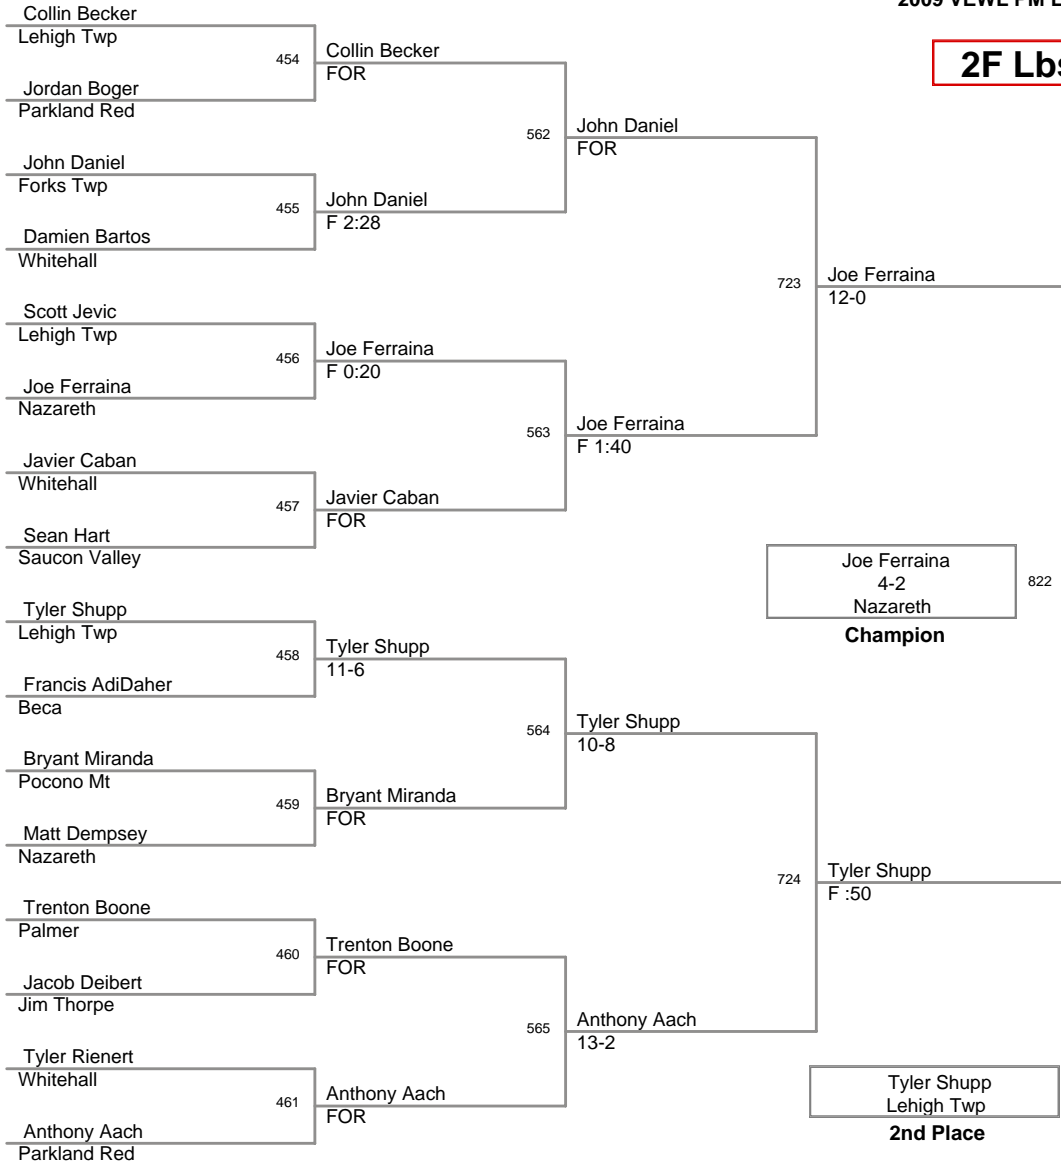 Collin Becker
Lehigh Twp
454
Jordan Boger
Parkland Red
John Daniel
Forks Twp
455
Damien Bartos
Whitehall
Scott Jevic
Lehigh Twp
456
Joe Ferraina
Nazareth
Javier Caban
Whitehall
457
Sean Hart
Saucon Valley
Tyler Shupp
Lehigh Twp
458
Francis AdiDaher
Beca
Bryant Miranda
Pocono Mt
459
Matt Dempsey
Nazareth
Trenton Boone
Palmer
460
Jacob Deibert
Jim Thorpe
Tyler Rienert
Whitehall
461
Anthony Aach
Parkland Red
Collin Becker
FOR
562
John Daniel
F 2:28
Joe Ferraina
F 0:20
563
Javier Caban
FOR
Tyler Shupp
11-6
564
Bryant Miranda
FOR
Trenton Boone
FOR
565
Anthony Aach
FOR
John Daniel
FOR
723
Joe Ferraina
F 1:40
Tyler Shupp
10-8
724
Anthony Aach
13-2
2009 VEWL PM
2F Lbs
Joe Ferraina
12-0
Joe Ferraina
4-2
Nazareth
822
Champion
Tyler Shupp
F :50
Tyler Shupp
Lehigh Twp
2nd Place